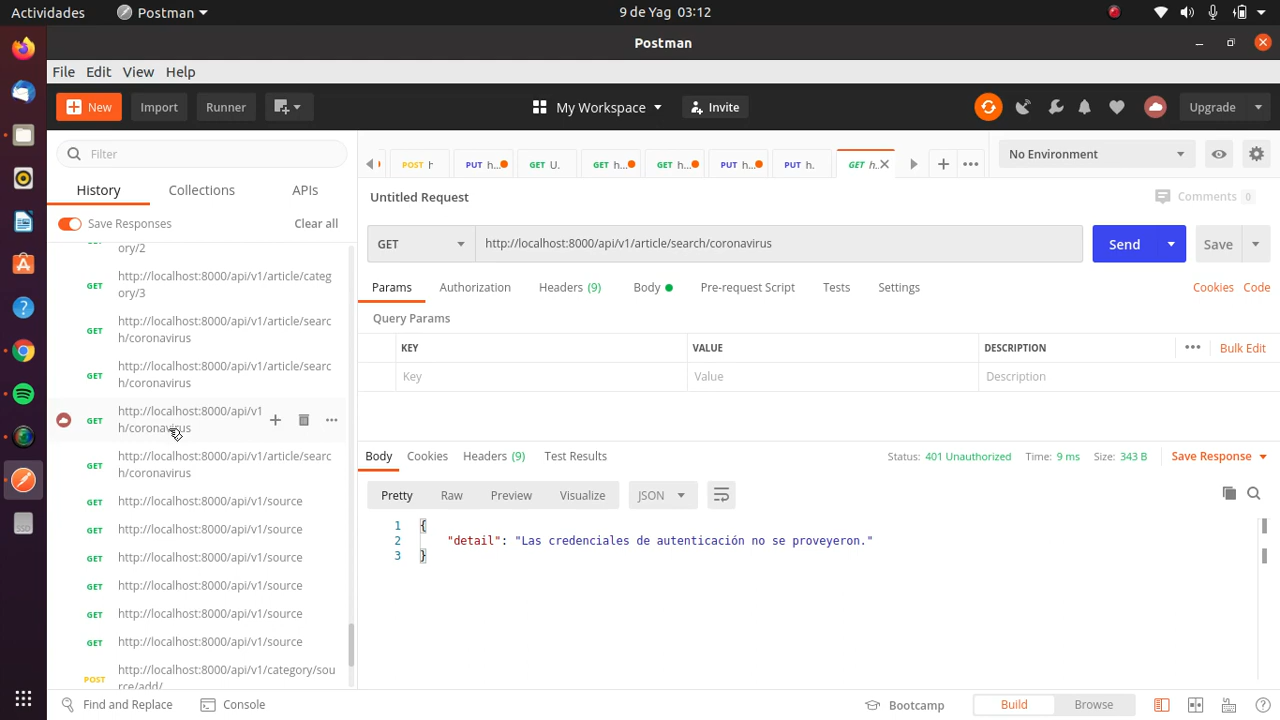 Actividades
Postman
9 de Yag 03:12
Postman
File Edit View Help
New
Import
Runner
My Workspace
Invite
Upgrade
Filter
History
Collections
APIs
Save Responses
Clear all
ory/2
GET http://localhost:8000/api/v1/article/categ
ory/3
GET http://localhost:8000/api/v1/article/searc
h/coronavirus
GET http://localhost:8000/api/v1/article/searc
h/coronavirus
GET http://localhost:8000/api/v1
h/coronavirus
GET http://localhost:8000/api/v1/article/searc
h/coronavirus
GET http://localhost:8000/api/v1/source
GET http://localhost:8000/api/v1/source
GET http://localhost:8000/api/v1/source
GET http://localhost:8000/api/v1/source
GET http://localhost:8000/api/v1/source
GET http://localhost:8000/api/v1/source
POST http://localhost:8000/api/v1/category/sou
rce/add/
POST h
PUT h...
GET U.
GET h...
GET h...
PUT h...
PUT h.
GET h.
No Environment
Untitled Request
Comments 0
GET
http://localhost:8000/api/v1/article/search/coronavirus
Send
Save
Params Authorization Headers (9) Body Pre-request Script Tests Settings Cookies Code
Query Params
KEY VALUE DESCRIPTION Bulk Edit
Key Value Description
Body Cookies Headers (9) Test Results Status: 401 Unauthorized Time: 9 ms Size: 343 B Save Response
Pretty Raw Preview Visualize JSON
1 {
2 "detail": "Las credenciales de autenticación no se proveyeron."
3 }
Find and Replace
Console
Bootcamp
Build
Browse
SSD